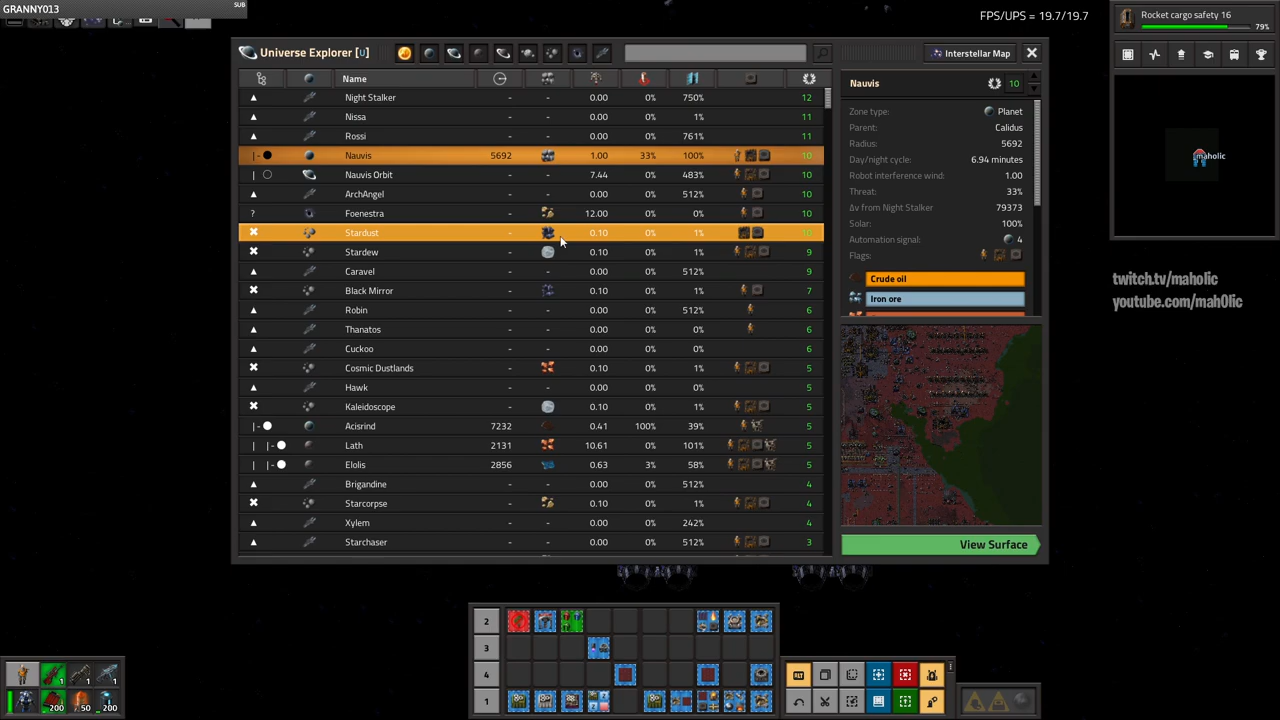 GRANNY013
SUB
FPS/UPS = 19.7/19.7
Rocket cargo safety 16
79%
Universe Explorer [U]
Interstellar Map
Name
Night Stalker - - 0.00 0% 750% 12
Nissa - - 0.00 0% 1% 11
Rossi - - 0.00 0% 761% 11
Nauvis 5692 1.00 33% 100% 10
Nauvis Orbit - - 7.44 0% 483% 10
ArchAngel - - 0.00 0% 512% 10
? Foenestra - 12.00 0% 0% 10
Stardust - 0.10 0% 1% 10
Stardew - 0.10 0% 1% 9
Caravel - - 0.00 0% 512% 9
Black Mirror - 0.10 0% 1% 7
Robin - - 0.00 0% 512% 6
Thanatos - - 0.00 0% 0% 6
Cuckoo - - 0.00 0% 0% 6
Cosmic Dustlands - 0.10 0% 1% 5
Hawk - - 0.00 0% 0% 5
Kaleidoscope - 0.10 0% 1% 5
Acisrind 7232 0.41 100% 39% 5
Lath 2131 10.61 0% 101% 5
Elolis 2856 0.63 3% 58% 5
Brigandine - - 0.00 0% 512% 4
Starcorpse - 0.10 0% 1% 4
Xylem - - 0.00 0% 242% 4
Starchaser - - 0.00 0% 512% 3
Nauvis 10
Zone type: Planet
Parent: Calidus
Radius: 5692
Day/night cycle: 6.94 minutes
Robot interference wind: 1.00
Threat: 33%
Δv from Night Stalker 79373
Solar: 100%
Automation signal: 4
Flags:
Crude oil
Iron ore
View Surface
maholic
twitch.tv/maholic
youtube.com/mah0lic
2
3
4
1
1
1
1
200
50
200
ALT